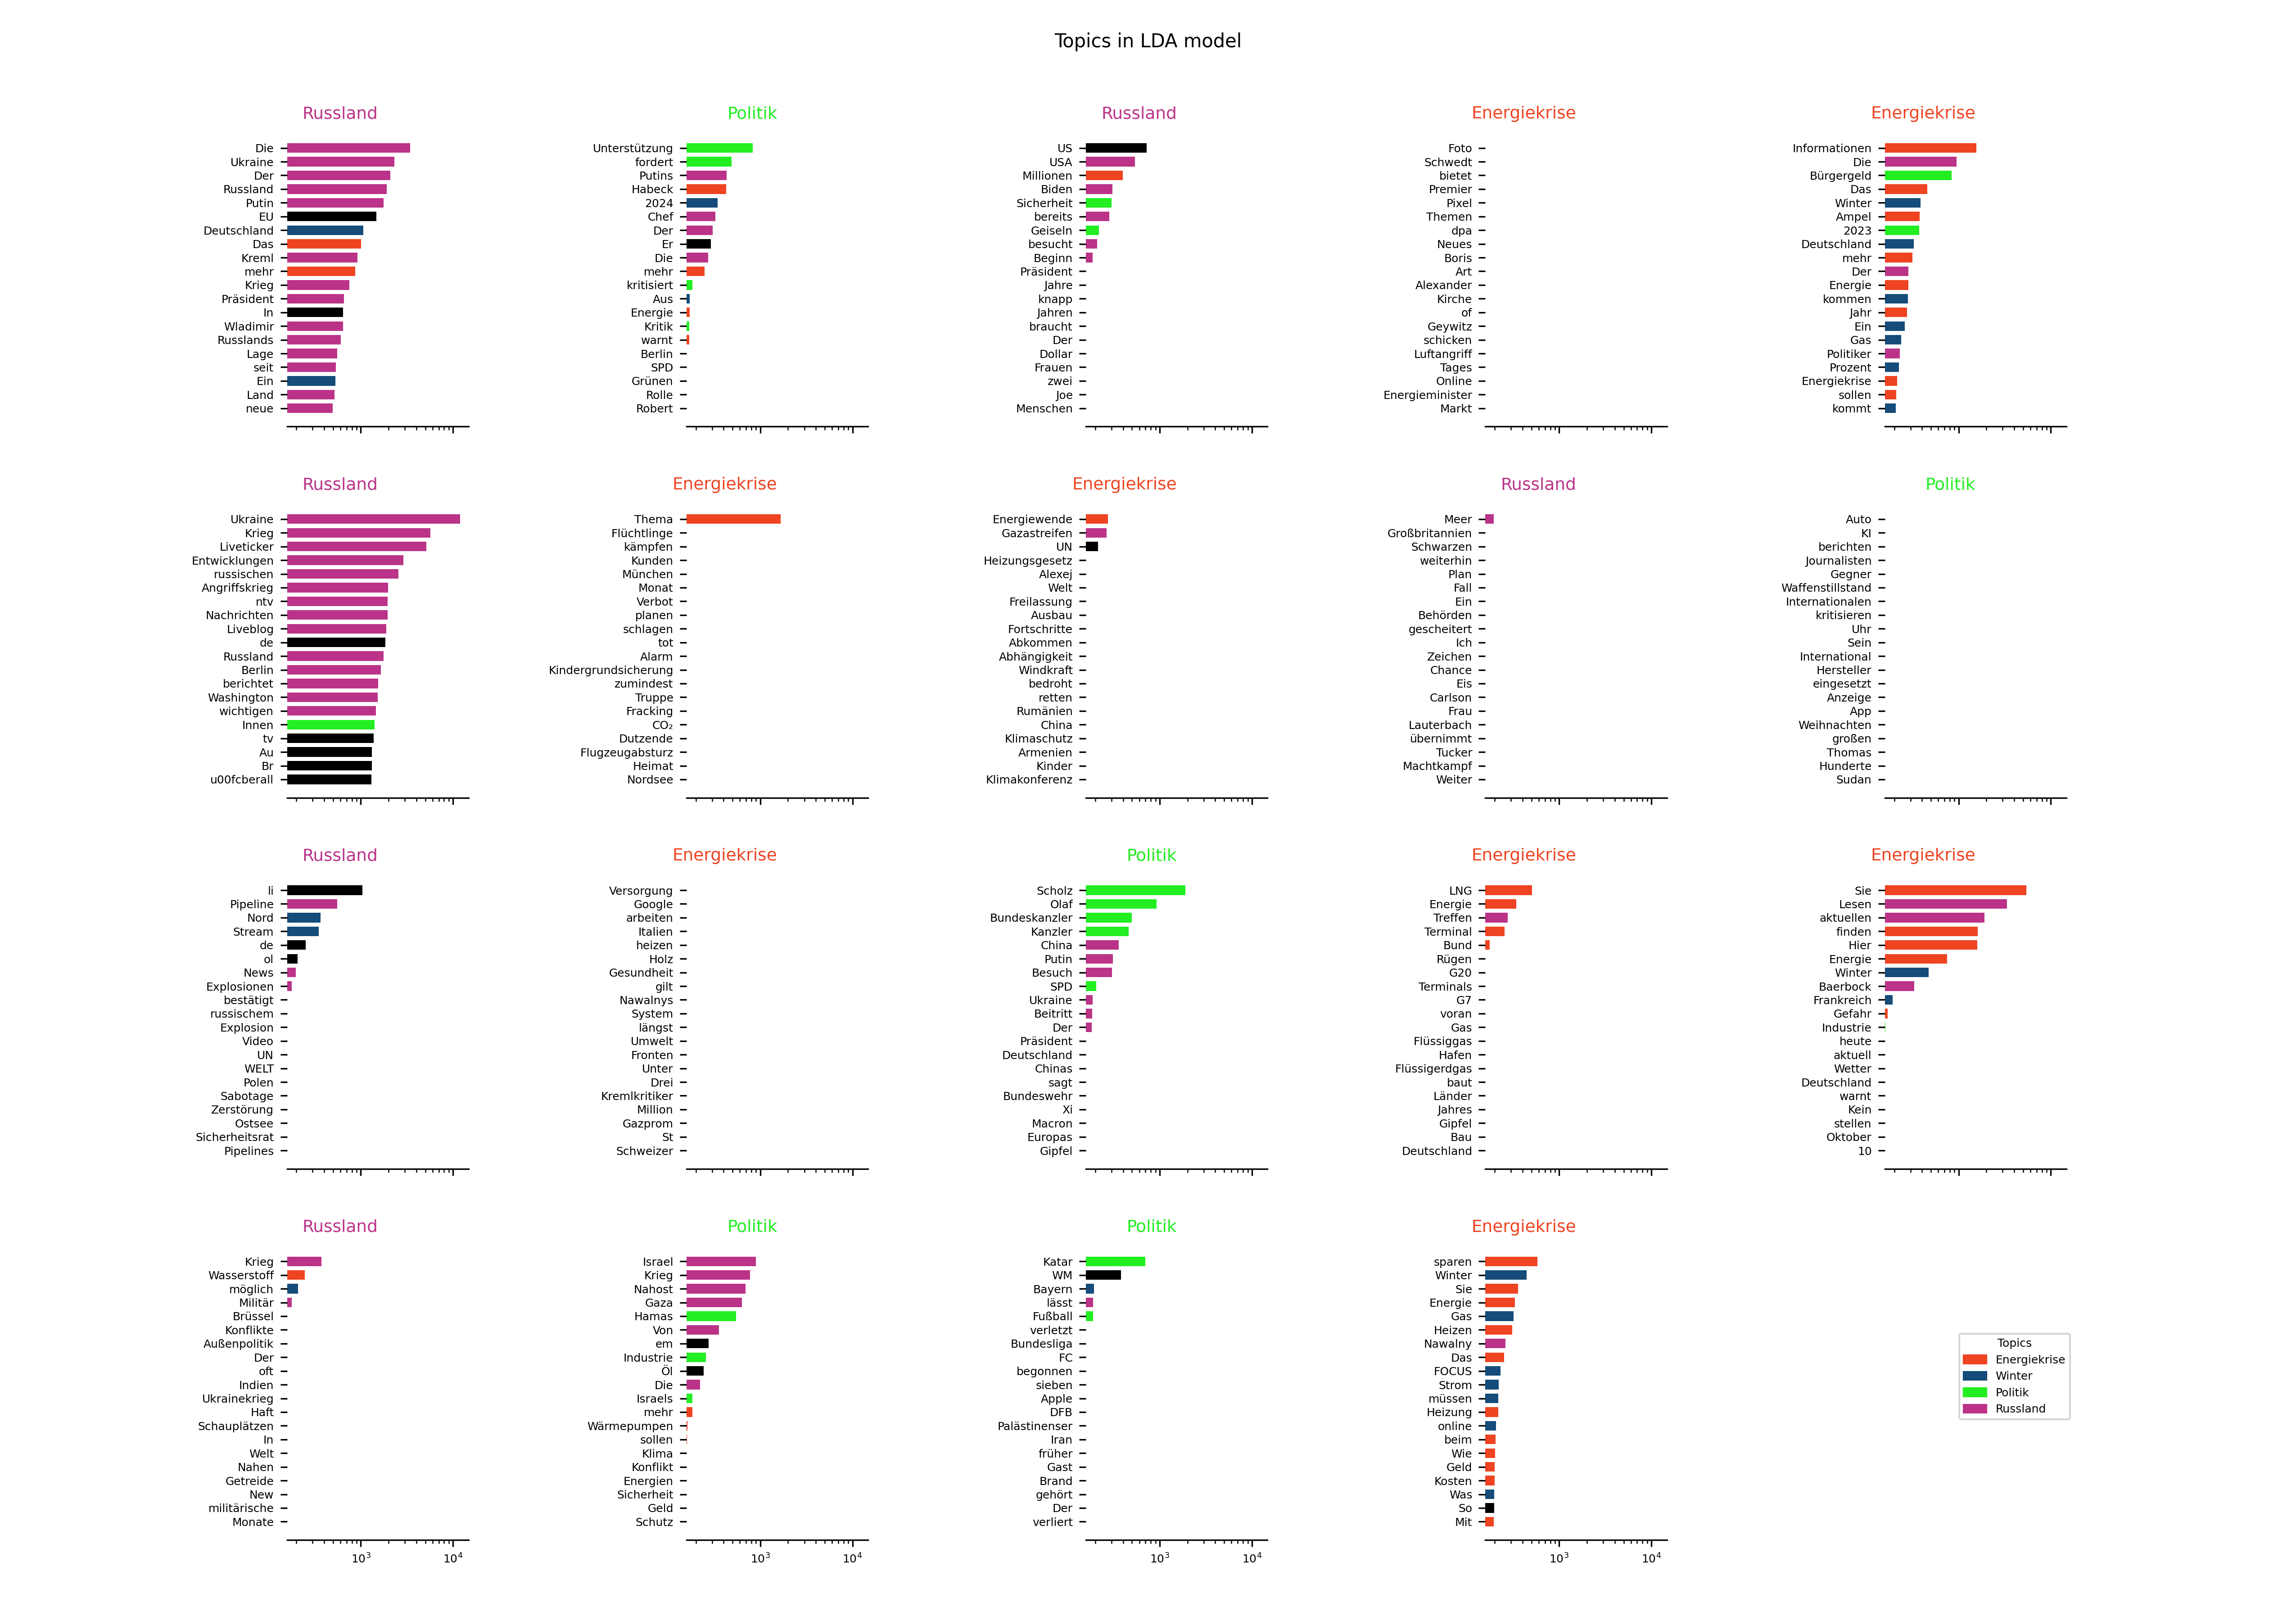 Topics in LDA model
Russland
Die
Ukraine
Der
Russland
Putin
EU
Deutschland
Das
Kreml
mehr
Krieg
Präsident
In
Wladimir
Russlands
Lage
seit
Ein
Land
neue
Politik
Unterstützung
fordert
Putins
Habeck
2024
Chef
Der
Er
Die
mehr
kritisiert
Aus
Energie
Kritik
warnt
Berlin
SPD
Grünen
Rolle
Robert
Russland
US
USA
Millionen
Biden
Sicherheit
bereits
Geiseln
besucht
Beginn
Präsident
Jahre
knapp
Jahren
braucht
Der
Dollar
Frauen
zwei
Joe
Menschen
Energiekrise
Foto
Schwedt
bietet
Premier
Pixel
Themen
dpa
Neues
Boris
Art
Alexander
Kirche
of
Geywitz
schicken
Luftangriff
Tages
Online
Energieminister
Markt
Energiekrise
Informationen
Die
Bürgergeld
Das
Winter
Ampel
2023
Deutschland
mehr
Der
Energie
kommen
Jahr
Ein
Gas
Politiker
Prozent
Energiekrise
sollen
kommt
Russland
Ukraine
Krieg
Liveticker
Entwicklungen
russischen
Angriffskrieg
ntv
Nachrichten
Liveblog
de
Russland
Berlin
berichtet
Washington
wichtigen
Innen
tv
Au
Br
u00fcberall
Energiekrise
Thema
Flüchtlinge
kämpfen
Kunden
München
Monat
Verbot
planen
schlagen
tot
Alarm
Kindergrundsicherung
zumindest
Truppe
Fracking
CO₂
Dutzende
Flugzeugabsturz
Heimat
Nordsee
Energiekrise
Energiewende
Gazastreifen
UN
Heizungsgesetz
Alexej
Welt
Freilassung
Ausbau
Fortschritte
Abkommen
Abhängigkeit
Windkraft
bedroht
retten
Rumänien
China
Klimaschutz
Armenien
Kinder
Klimakonferenz
Russland
Meer
Großbritannien
Schwarzen
weiterhin
Plan
Fall
Ein
Behörden
gescheitert
Ich
Zeichen
Chance
Eis
Carlson
Frau
Lauterbach
übernimmt
Tucker
Machtkampf
Weiter
Politik
Auto
KI
berichten
Journalisten
Gegner
Waffenstillstand
Internationalen
kritisieren
Uhr
Sein
International
Hersteller
eingesetzt
Anzeige
App
Weihnachten
großen
Thomas
Hunderte
Sudan
Russland
li
Pipeline
Nord
Stream
de
ol
News
Explosionen
bestätigt
russischem
Explosion
Video
UN
WELT
Polen
Sabotage
Zerstörung
Ostsee
Sicherheitsrat
Pipelines
Energiekrise
Versorgung
Google
arbeiten
Italien
heizen
Holz
Gesundheit
gilt
Nawalnys
System
längst
Umwelt
Fronten
Unter
Drei
Kremlkritiker
Million
Gazprom
St
Schweizer
Politik
Scholz
Olaf
Bundeskanzler
Kanzler
China
Putin
Besuch
SPD
Ukraine
Beitritt
Der
Präsident
Deutschland
Chinas
sagt
Bundeswehr
Xi
Macron
Europas
Gipfel
Energiekrise
LNG
Energie
Treffen
Terminal
Bund
Rügen
G20
Terminals
G7
voran
Gas
Flüssiggas
Hafen
Flüssigerdgas
baut
Länder
Jahres
Gipfel
Bau
Deutschland
Energiekrise
Sie
Lesen
aktuellen
finden
Hier
Energie
Winter
Baerbock
Frankreich
Gefahr
Industrie
heute
aktuell
Wetter
Deutschland
warnt
Kein
stellen
Oktober
10
Russland
Krieg
Wasserstoff
möglich
Militär
Brüssel
Konflikte
Außenpolitik
Der
oft
Indien
Ukrainekrieg
Haft
Schauplätzen
In
Welt
Nahen
Getreide
New
militärische
Monate
10³ 10⁴
Politik
Israel
Krieg
Nahost
Gaza
Hamas
Von
em
Industrie
Öl
Die
Israels
mehr
Wärmepumpen
sollen
Klima
Konflikt
Energien
Sicherheit
Geld
Schutz
10³ 10⁴
Politik
Katar
WM
Bayern
lässt
Fußball
verletzt
Bundesliga
FC
begonnen
sieben
Apple
DFB
Palästinenser
Iran
früher
Gast
Brand
gehört
Der
verliert
10³ 10⁴
Energiekrise
sparen
Winter
Sie
Energie
Gas
Heizen
Nawalny
Das
FOCUS
Strom
müssen
Heizung
online
beim
Wie
Geld
Kosten
Was
So
Mit
10³ 10⁴
Topics
Energiekrise
Winter
Politik
Russland